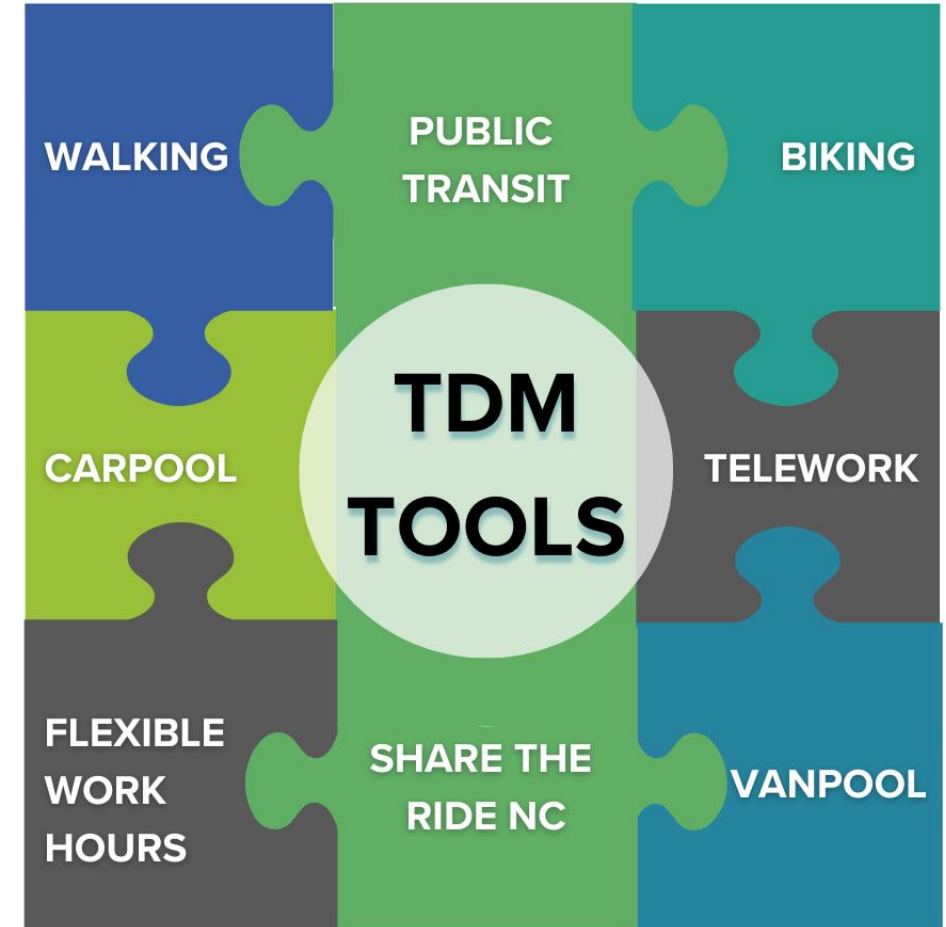 WALKING
PUBLIC
TRANSIT
BIKING
CARPOOL
TDM
TOOLS
TELEWORK
FLEXIBLE
WORK
HOURS
SHARE THE
RIDE NC
VANPOOL